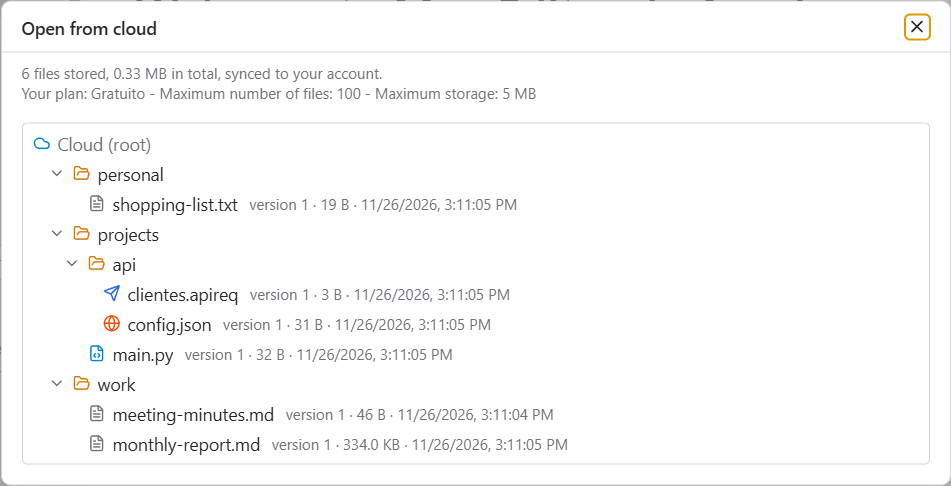 Open from cloud
6 files stored, 0.33 MB in total, synced to your account.
Your plan: Gratuito - Maximum number of files: 100 - Maximum storage: 5 MB
Cloud (root)
personal
shopping-list.txt version 1 · 19 B · 11/26/2026, 3:11:05 PM
projects
api
clientes.apireq version 1 · 3 B · 11/26/2026, 3:11:05 PM
config.json version 1 · 31 B · 11/26/2026, 3:11:05 PM
main.py version 1 · 32 B · 11/26/2026, 3:11:05 PM
work
meeting-minutes.md version 1 · 46 B · 11/26/2026, 3:11:04 PM
monthly-report.md version 1 · 334.0 KB · 11/26/2026, 3:11:05 PM